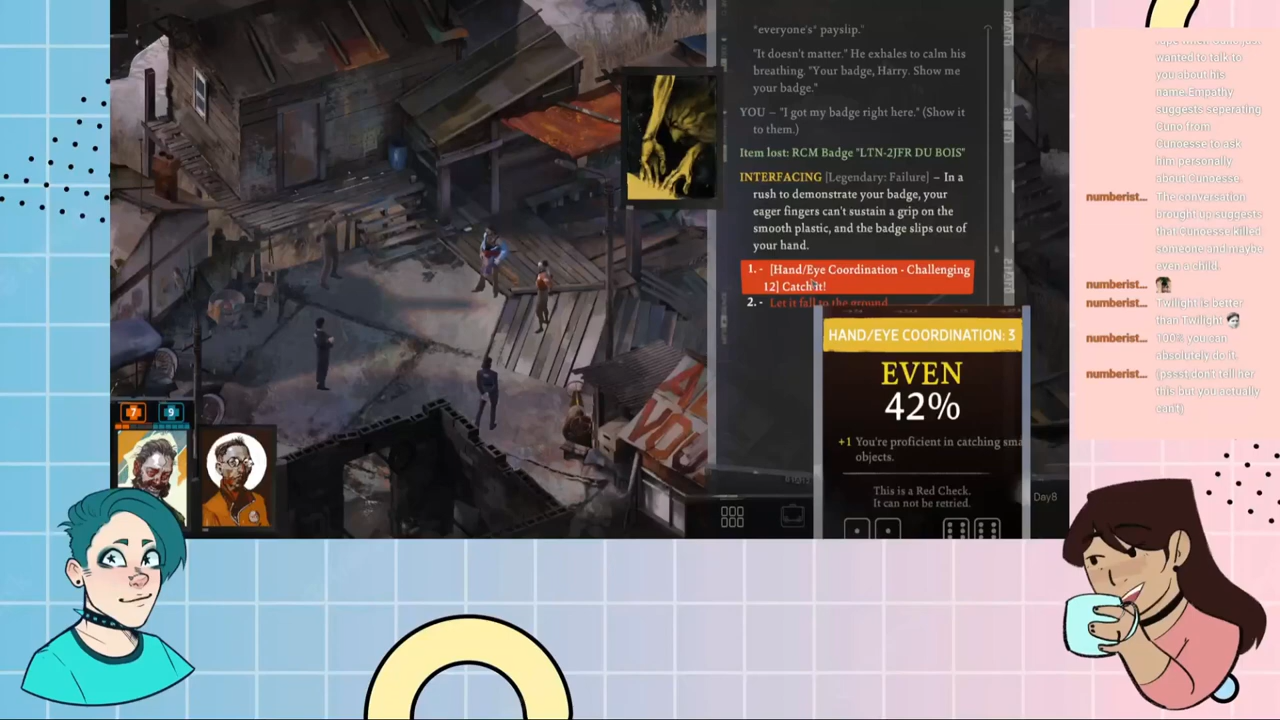 *everyone's* payslip."
"It doesn't matter." He exhales to calm his
breathing. "Your badge, Harry. Show me
your badge."
YOU – "I got my badge right here." (Show it
to them.)
Item lost: RCM Badge "LTN-2JFR DU BOIS"
INTERFACING [Legendary: Failure] – In a
rush to demonstrate your badge, your
eager fingers can't sustain a grip on the
smooth plastic, and the badge slips out of
your hand.
1. - [Hand/Eye Coordination - Challenging
12] Catch it!
2. - Let it fall to the ground
HAND/EYE COORDINATION: 3
EVEN
42%
+1 You're proficient in catching sma
objects.
This is a Red Check.
It can not be retried.
Day8
7
9
wanted to talk to
you about his
name.Empathy
suggests seperating
Cuno from
Cunoesse to ask
him personally
about Cunoesse.
numberist... The conversation
brought up suggests
that Cunoesse killed
someone and maybe
even a child.
numberist...
numberist... Twilight is better
than Twilight
numberist... 100% you can
absolutely do it.
numberist... (pssst,don't tell her
this but you actually
can't)